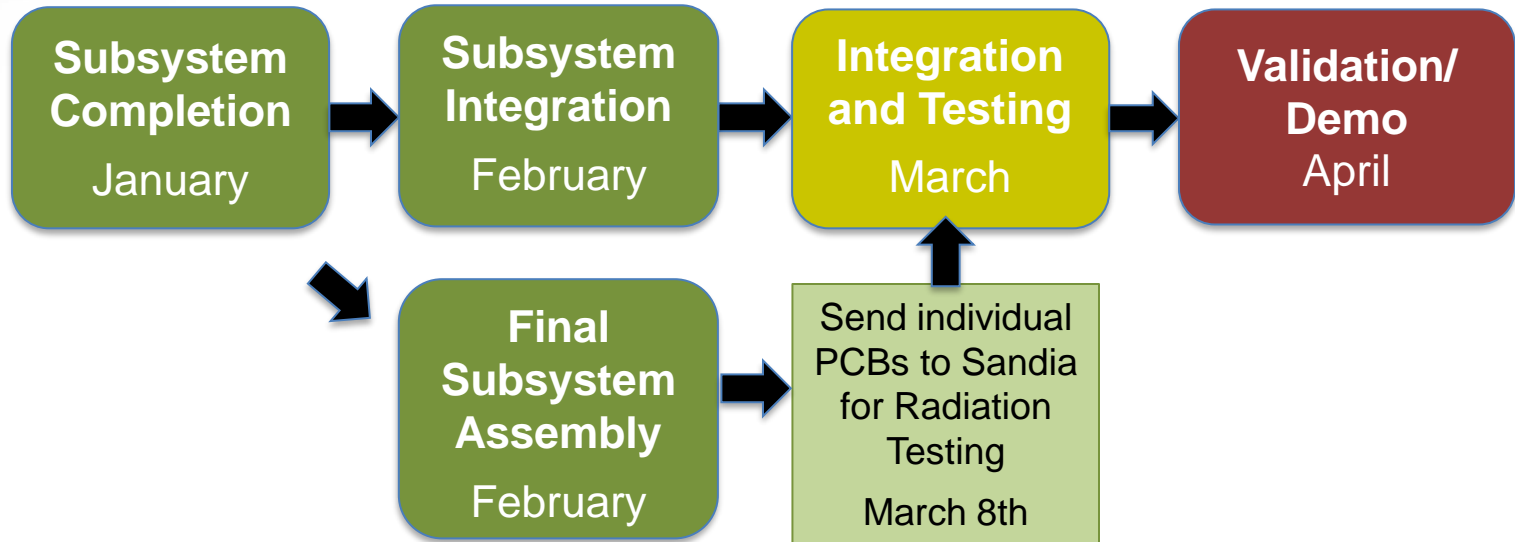 Subsystem
Completion
January
Subsystem
Integration
February
Integration
and Testing
March
Validation/
Demo
April
Final
Subsystem
Assembly
February
Send individual
PCBs to Sandia
for Radiation
Testing
March 8th